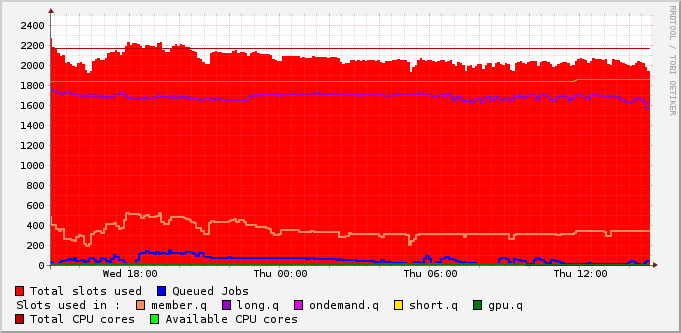 2400
2200
2000
1800
1600
1400
1200
1000
800
600
400
200
0
Wed 18:00 Thu 00:00 Thu 06:00 Thu 12:00
RRDTOOL / TOBI OETIKER
Total slots used Queued Jobs
Slots used in : member.q long.q ondemand.q short.q gpu.q
Total CPU cores Available CPU cores